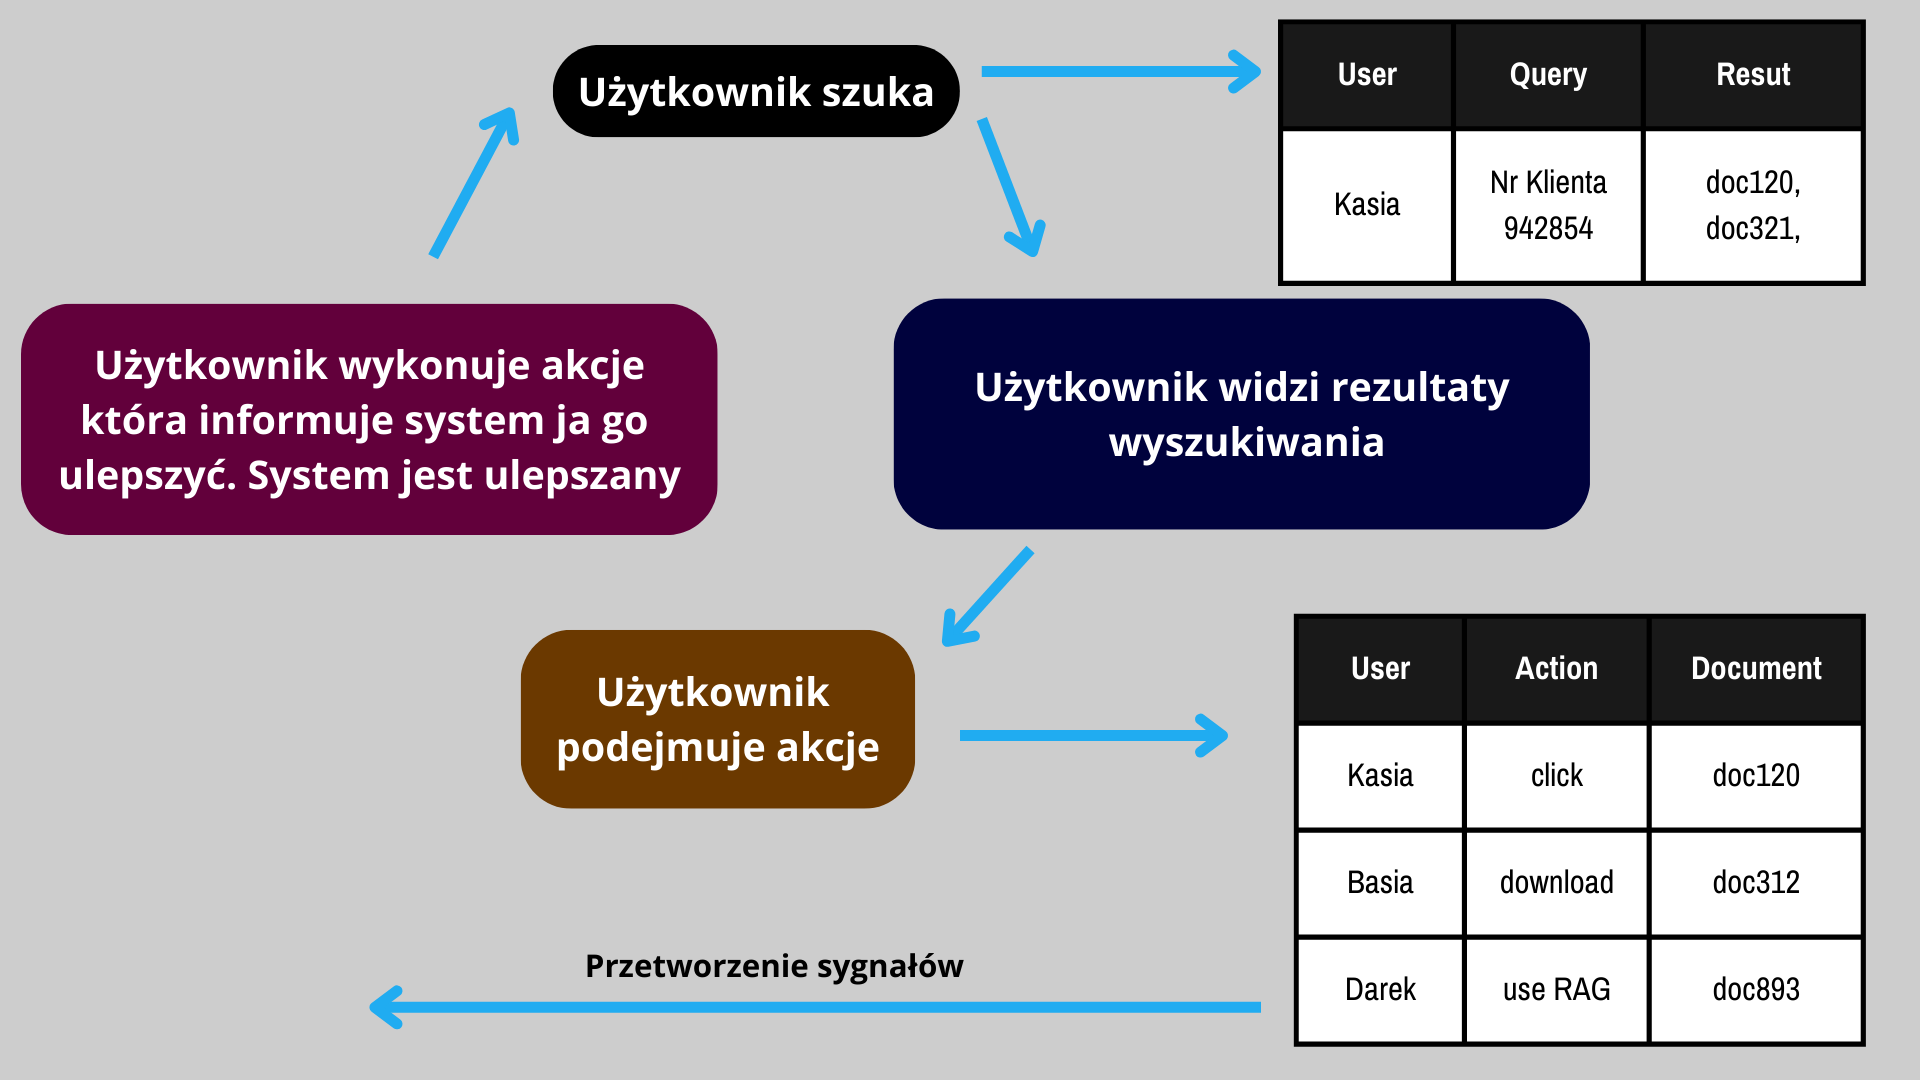 Użytkownik szuka
User Query Resut
Kasia
Nr Klienta
942854
doc120,
doc321,
Użytkownik wykonuje akcje
która informuje system ja go
ulepszyć. System jest ulepszany
Użytkownik widzi rezultaty
wyszukiwania
Użytkownik
podejmuje akcje
User Action Document
Kasia click doc120
Basia download doc312
Darek use RAG doc893
Przetworzenie sygnałów